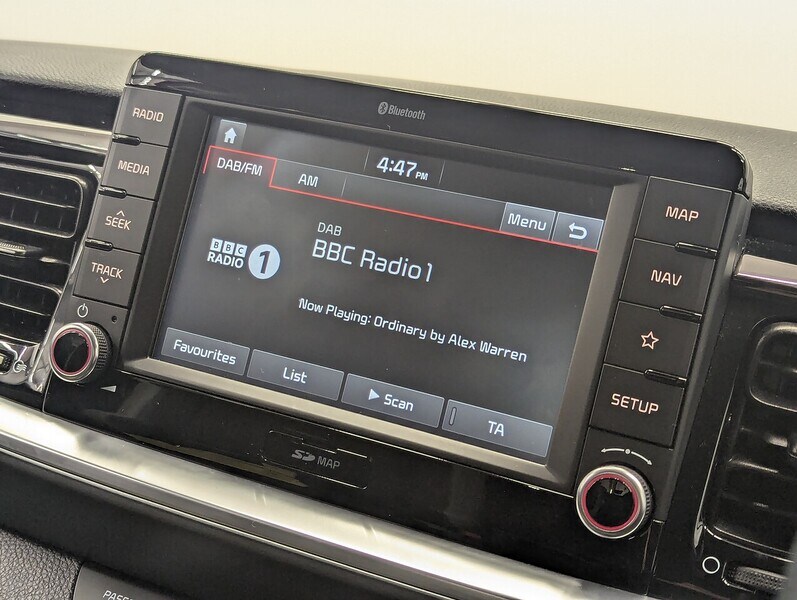 Bluetooth
RADIO
MEDIA
SEEK
TRACK
4:47 PM
DAB/FM
AM
Menu
BBC
RADIO 1
DAB
BBC Radio 1
Now Playing: Ordinary by Alex Warren
Favourites
List
Scan
TA
MAP
NAV
SETUP
SD MAP